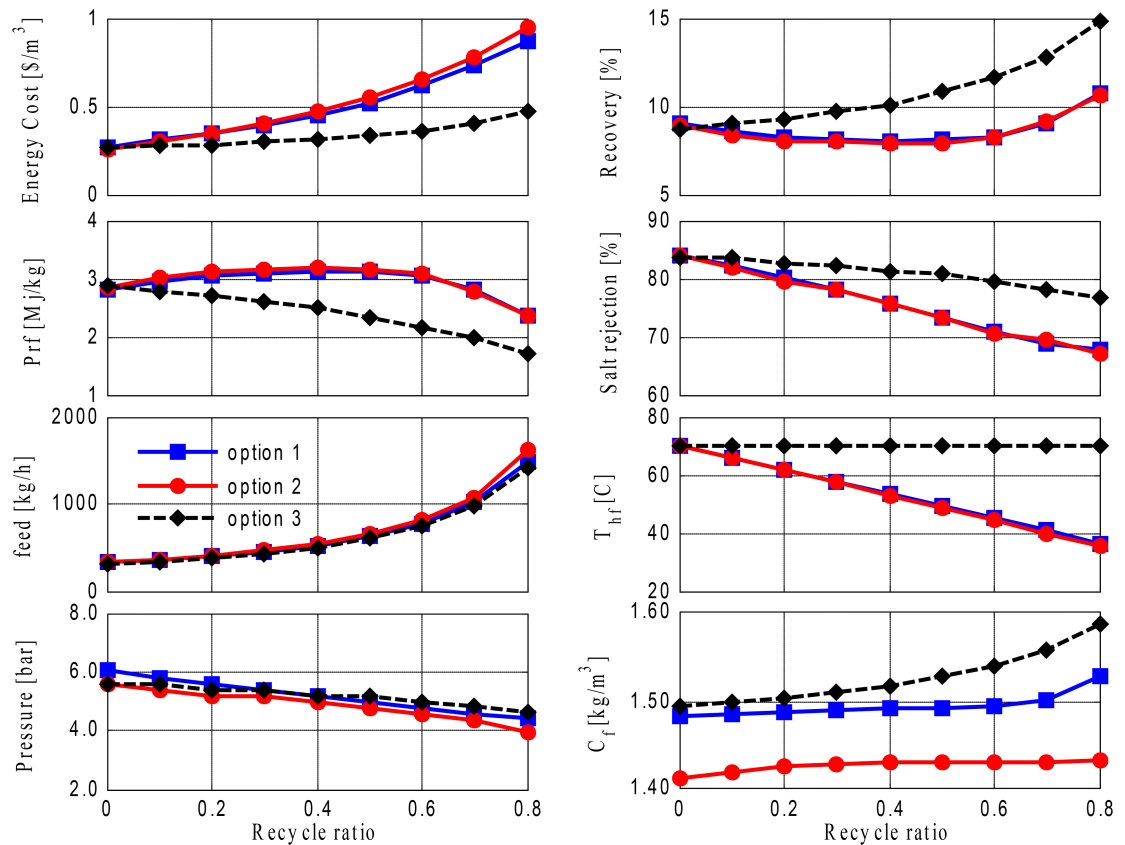 Energy Cost [$/m³]
1
0.5
0
Recovery [%]
15
10
5
Prf [Mj/kg]
4
3
2
1
Salt rejection [%]
90
80
70
60
feed [kg/h]
2000
1000
0
option 1
option 2
option 3
T hf [C]
80
60
40
20
Pressure [bar]
8.0
6.0
4.0
2.0
0 0.2 0.4 0.6 0.8
Recycle ratio
C f [kg/m³]
1.60
1.50
1.40
0 0.2 0.4 0.6 0.8
Recycle ratio